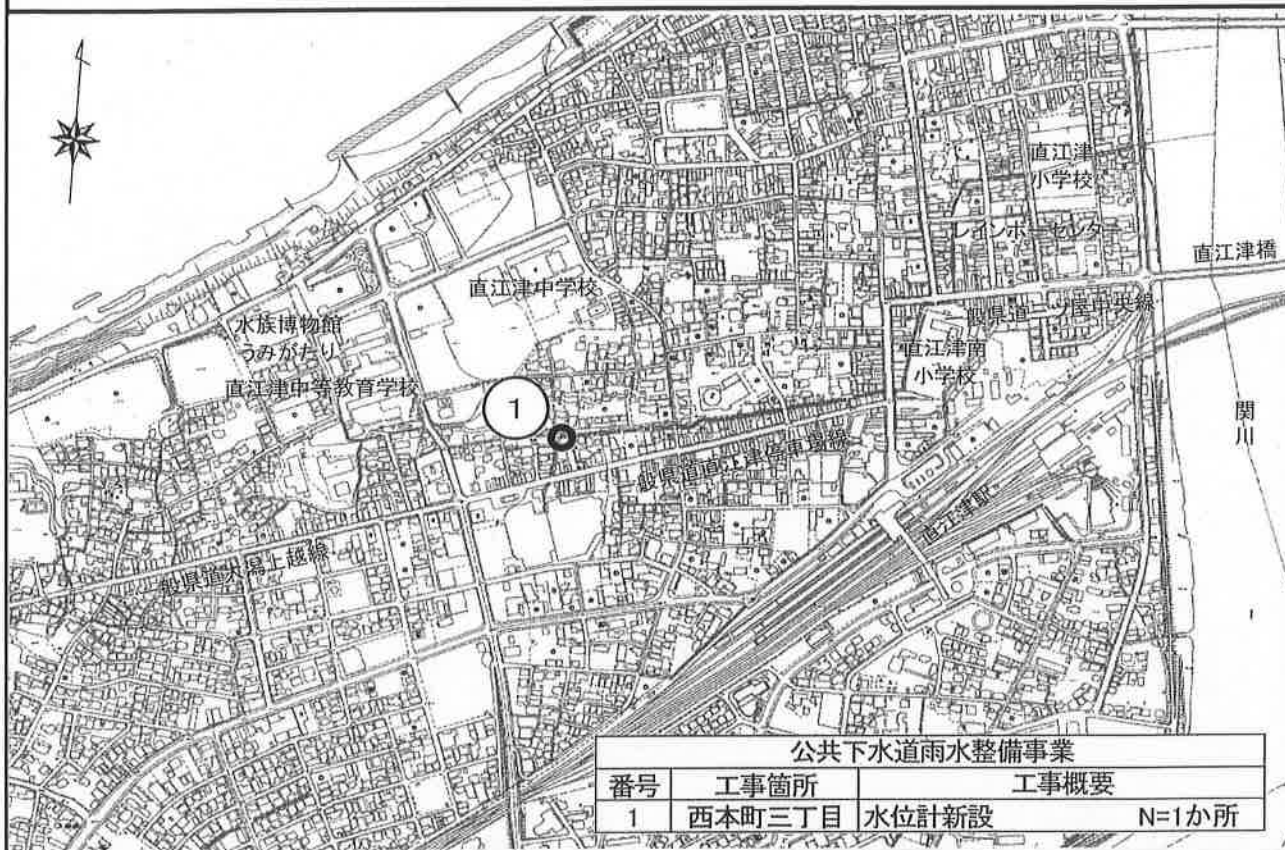 直江津
小学校
レインボーセンター
直江津橋
直江津中学校
一般県道一ツ屋中央線
水族博物館
うみがたり
直江津南
小学校
直江津中等教育学校
1
関川
一般県道直江津停車場線
直江津駅
一般県道大潟上越線
公共下水道雨水整備事業
番号 工事箇所 工事概要
1 西本町三丁目 水位計新設 N=1か所